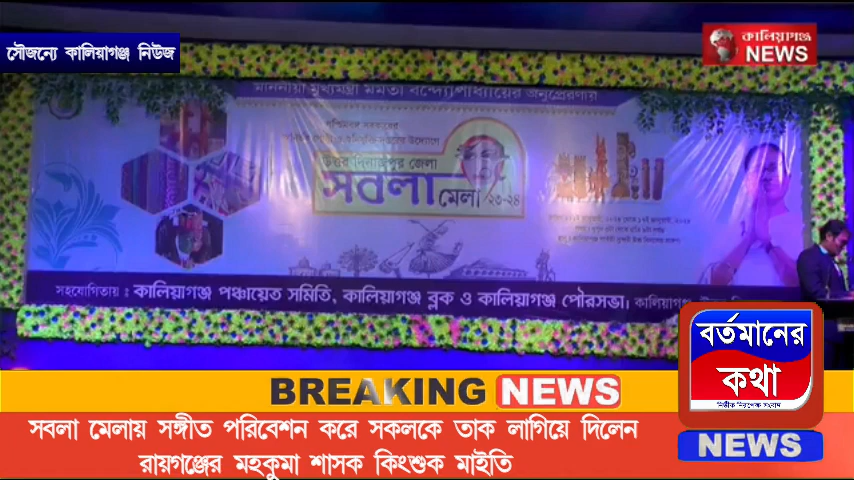 সৌজন্যে কালিয়াগঞ্জ নিউজ
কালিয়াগঞ্জ
NEWS
মাননীয়া মুখ্যমন্ত্রী মমতা বন্দ্যোপাধ্যায়ের অনুপ্রেরণায়
উত্তর দিনাজপুর জেলা
সবলা মেলা ২৩-২৪
সহযোগিতায় : কালিয়াগঞ্জ পঞ্চায়েত সমিতি, কালিয়াগঞ্জ ব্লক ও কালিয়াগঞ্জ পৌরসভা।
বর্তমানের
কথা
নির্ভীক নিরপেক্ষ সংবাদ
NEWS
BREAKING NEWS
সবলা মেলায় সঙ্গীত পরিবেশন করে সকলকে তাক লাগিয়ে দিলেন
রায়গঞ্জের মহকুমা শাসক কিংশুক মাইতি